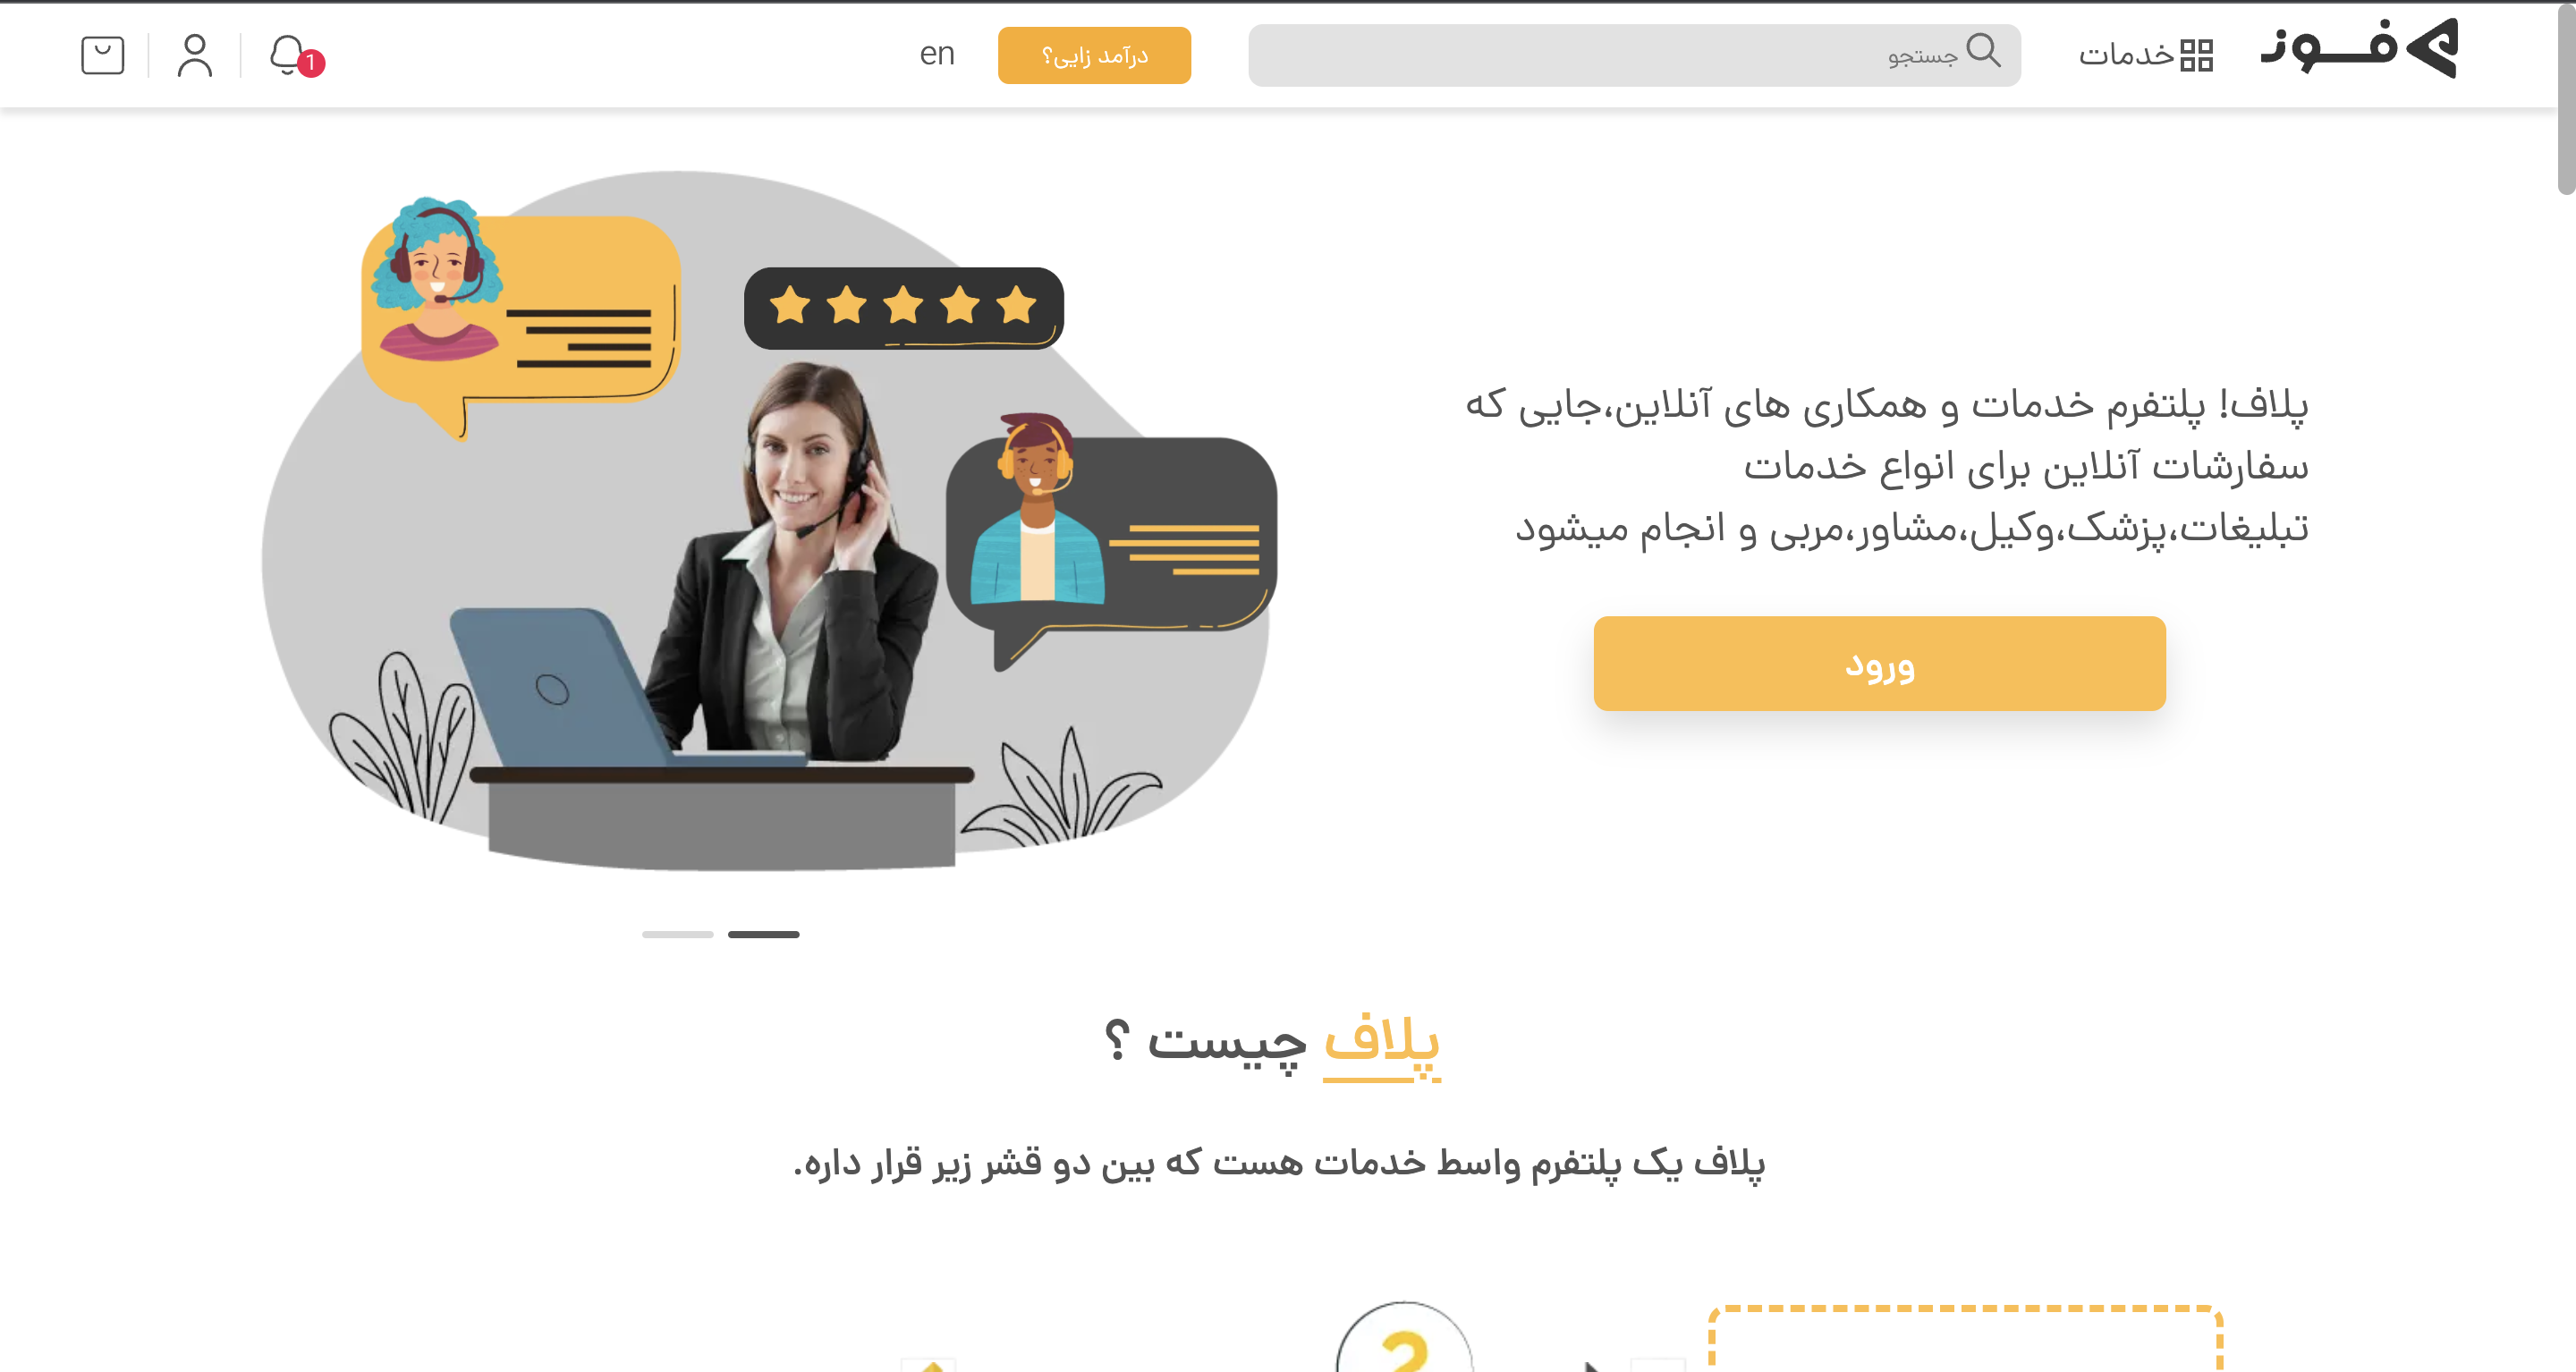 فوز
خدمات
جستجو
درآمد زایی؟
en
1
پلاف! پلتفرم خدمات و همکاری های آنلاین،جایی که
سفارشات آنلاین برای انواع خدمات
تبلیغات،پزشک،وکیل،مشاور،مربی و انجام میشود
ورود
پلاف چیست ؟
پلاف یک پلتفرم واسط خدمات هست که بین دو قشر زیر قرار داره.
?